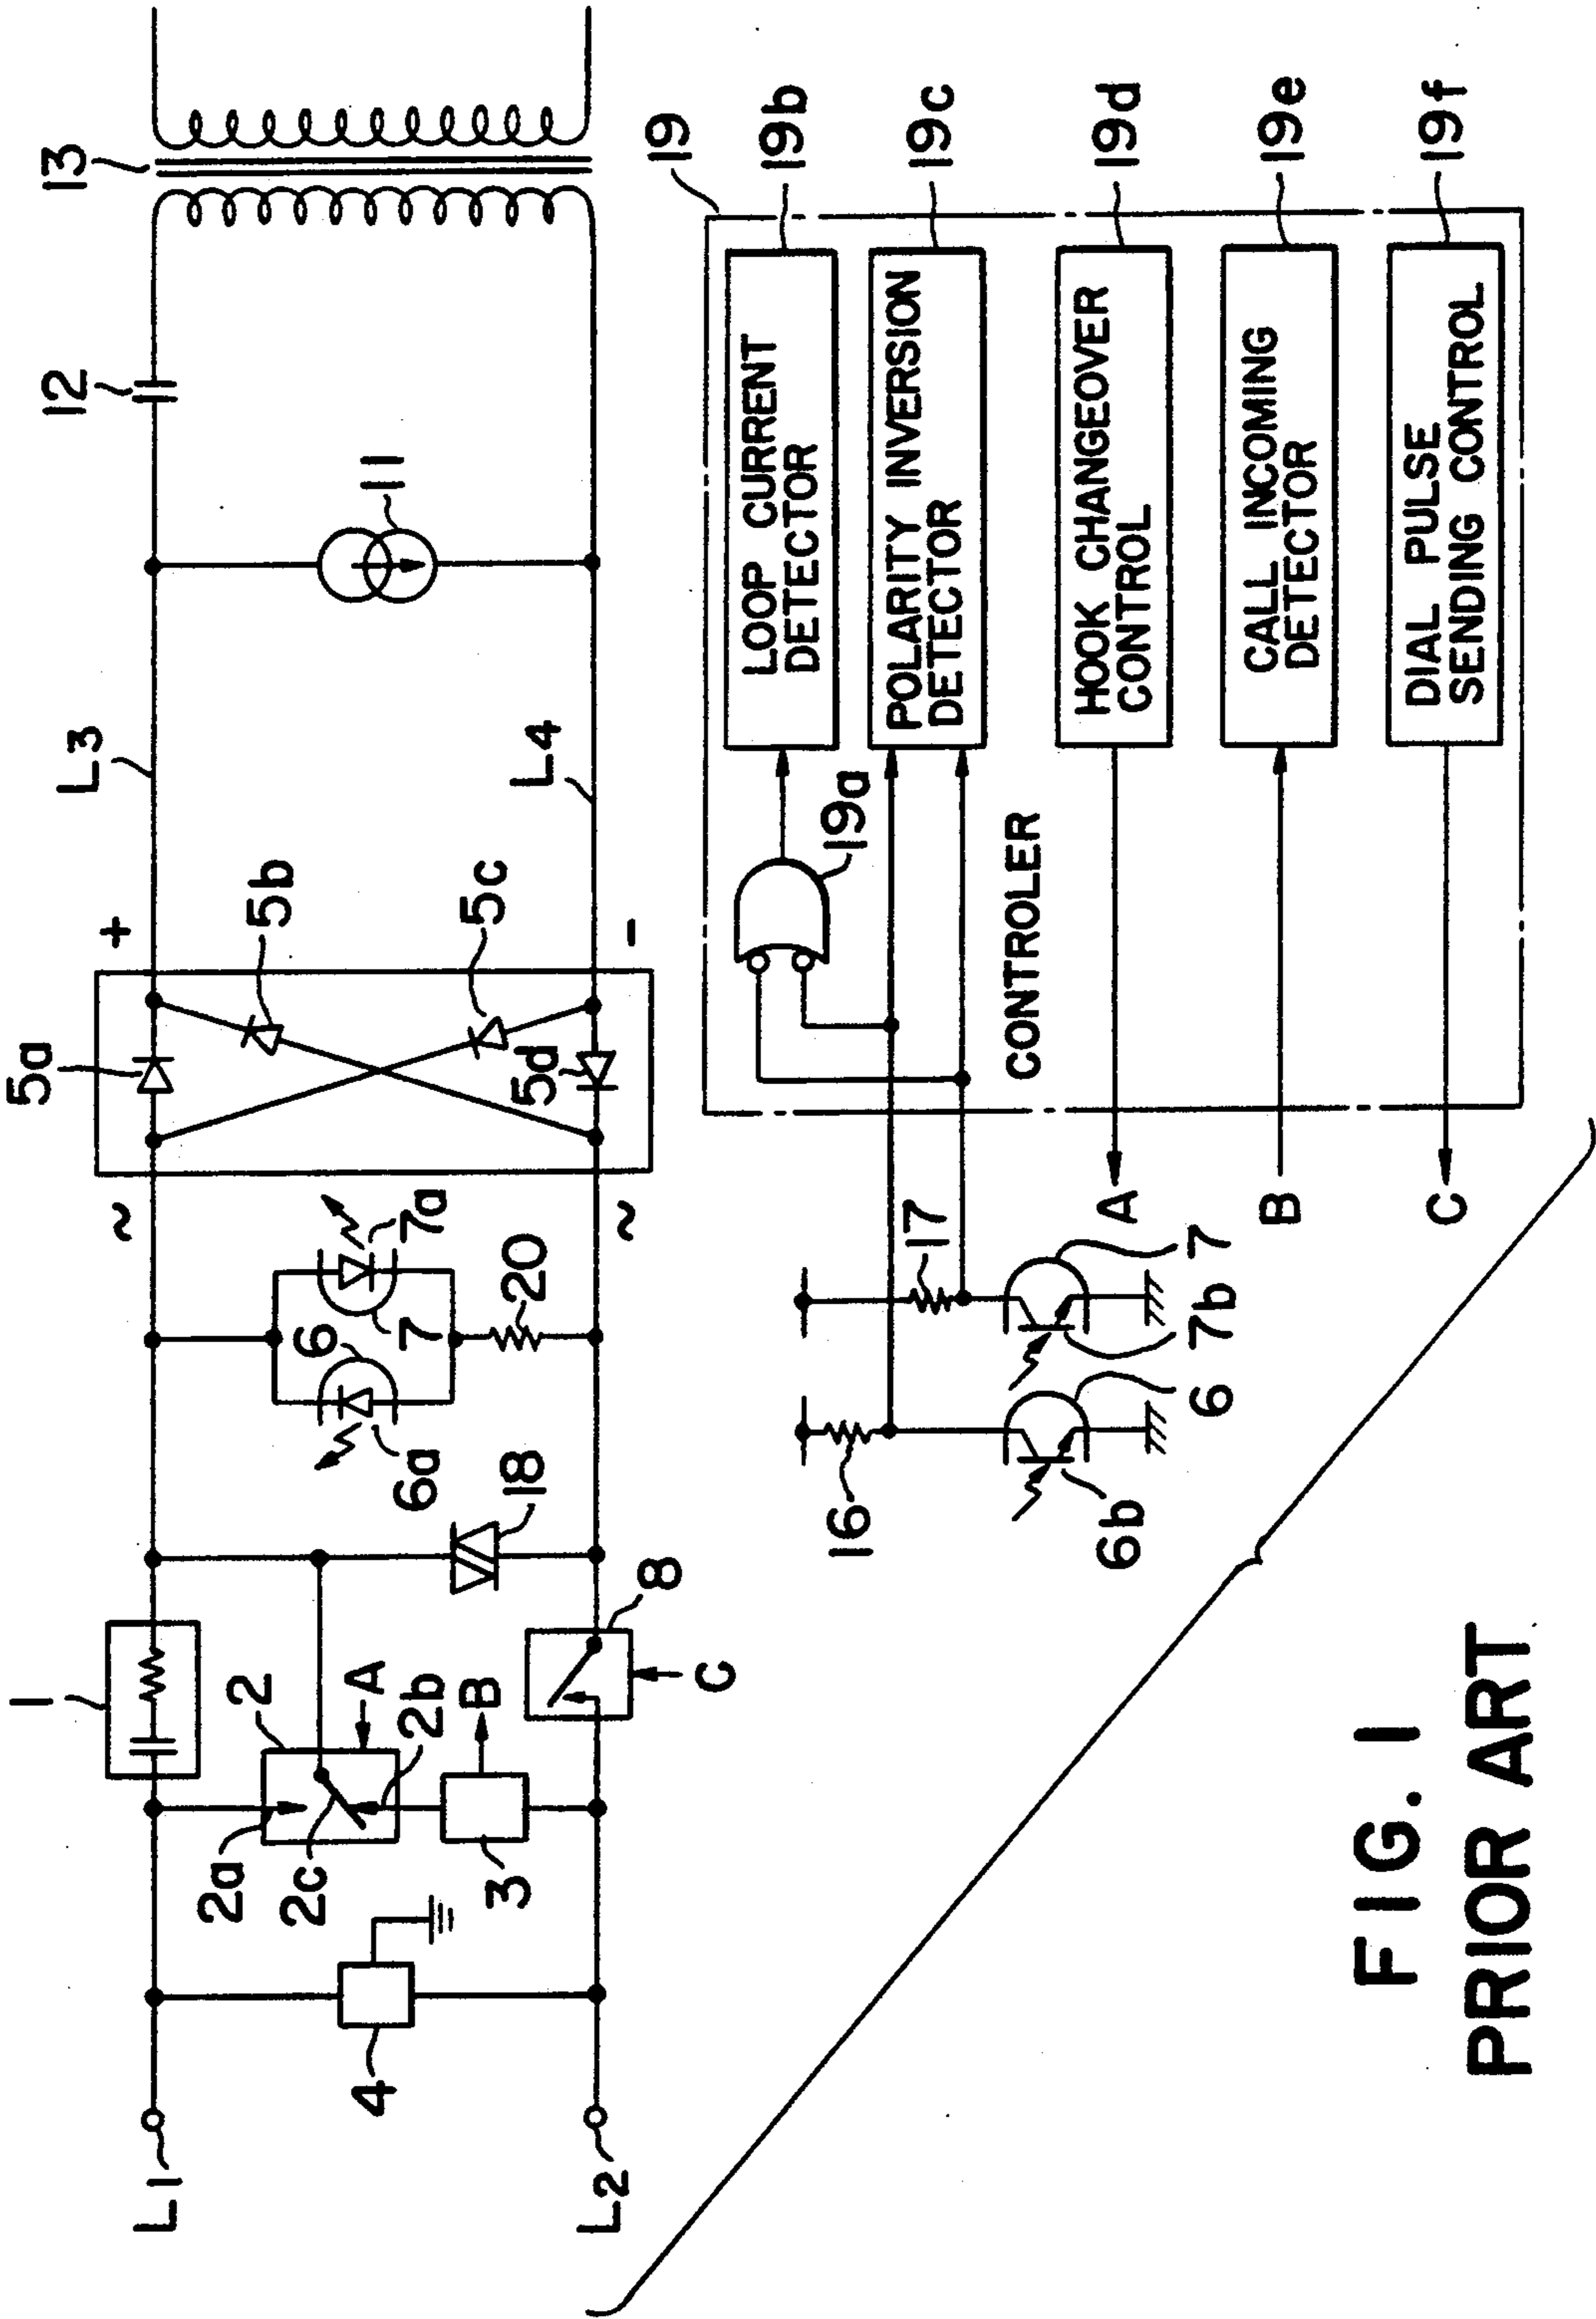 L1
L2
4
1
2
2a
2c
A
2b
B
3
8
C
18
6a
6
7
7a
20
~
~
5a
5b
5c
5d
+
-
L3
L4
11
12
13
19
LOOP CURRENT
DETECTOR
19b
POLARITY INVERSION
DETECTOR
19c
HOOK CHANGEOVER
CONTROL
19d
CALL INCOMING
DETECTOR
19e
DIAL PULSE
SENDING CONTROL
19f
19a
CONTROLER
16
17
6b
6
7b
7
A
B
C
FIG. 1
PRIOR ART